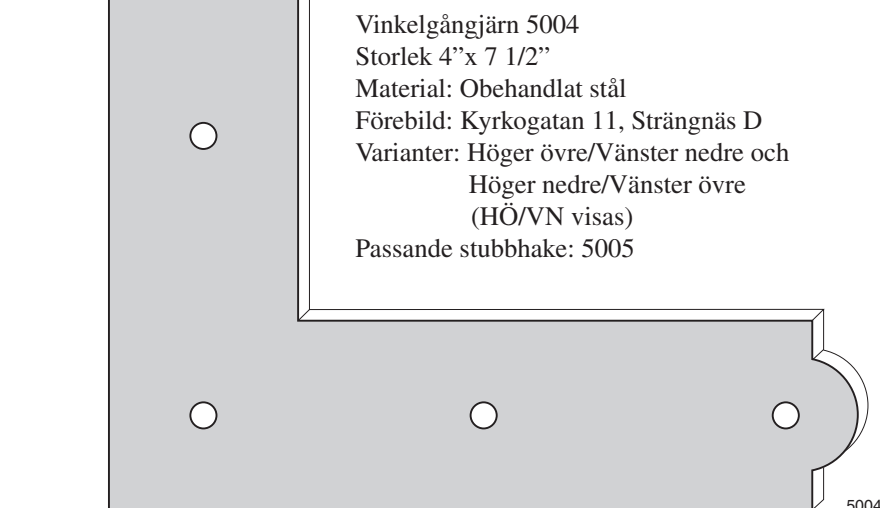 Vinkelgångjärn 5004
Storlek 4”x 7 1/2”
Material: Obehandlat stål
Förebild: Kyrkogatan 11, Strängnäs D
Varianter: Höger övre/Vänster nedre och
Höger nedre/Vänster övre
(HÖ/VN visas)
Passande stubbhake: 5005
5004